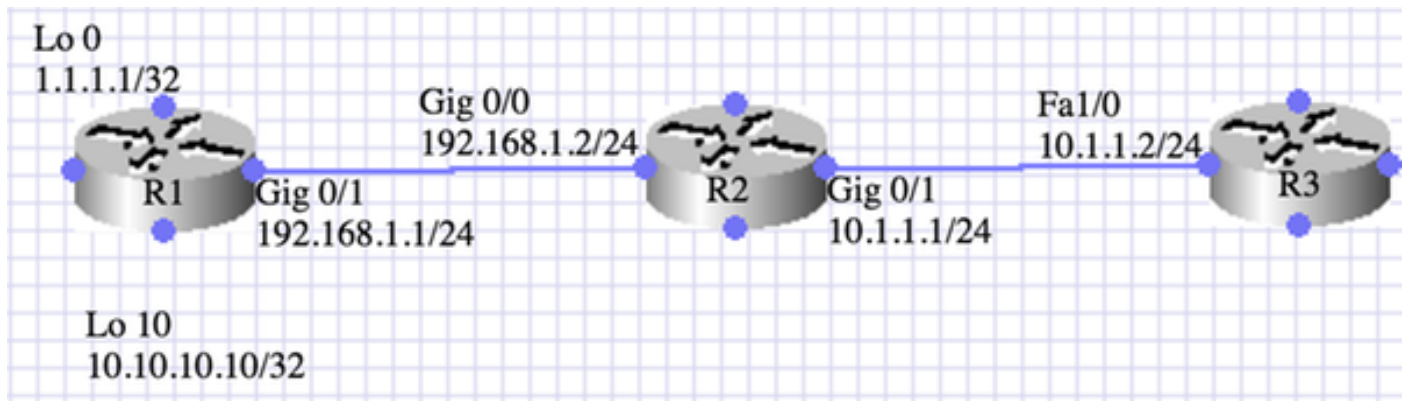 Lo 0
1.1.1.1/32
R1
Gig 0/1
192.168.1.1/24
Lo 10
10.10.10.10/32
Gig 0/0
192.168.1.2/24
R2
Gig 0/1
10.1.1.1/24
Fa1/0
10.1.1.2/24
R3